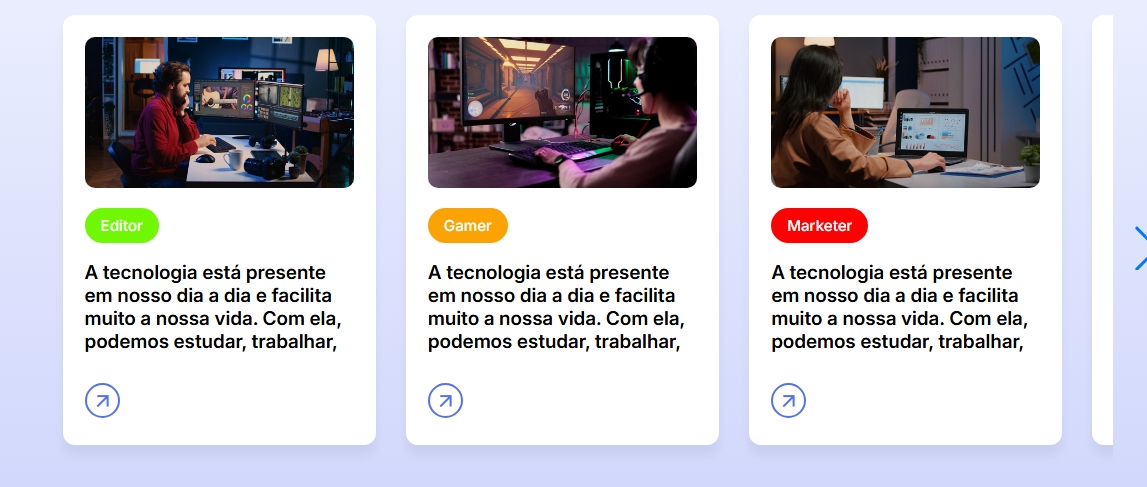 Editor
A tecnologia está presente
em nosso dia a dia e facilita
muito a nossa vida. Com ela,
podemos estudar, trabalhar,
Gamer
A tecnologia está presente
em nosso dia a dia e facilita
muito a nossa vida. Com ela,
podemos estudar, trabalhar,
Marketer
A tecnologia está presente
em nosso dia a dia e facilita
muito a nossa vida. Com ela,
podemos estudar, trabalhar,